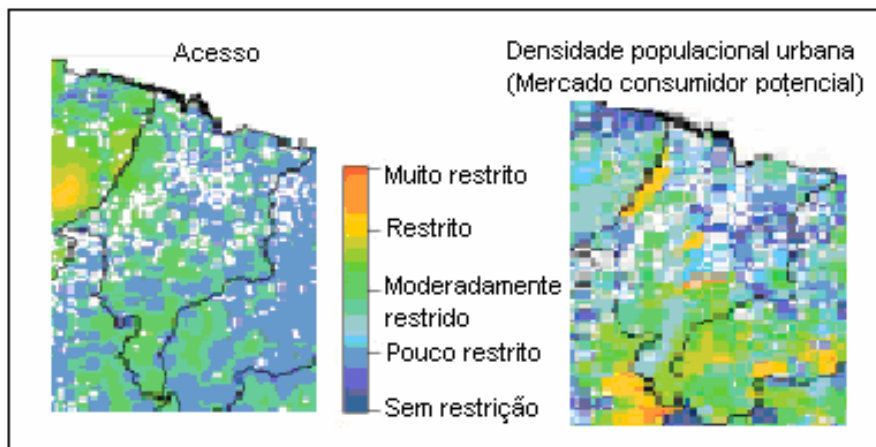 Acesso
Densidade populacional urbana
(Mercado consumidor potencial)
Muito restrito
Restrito
Moderadamente
restrido
Pouco restrito
Sem restrição